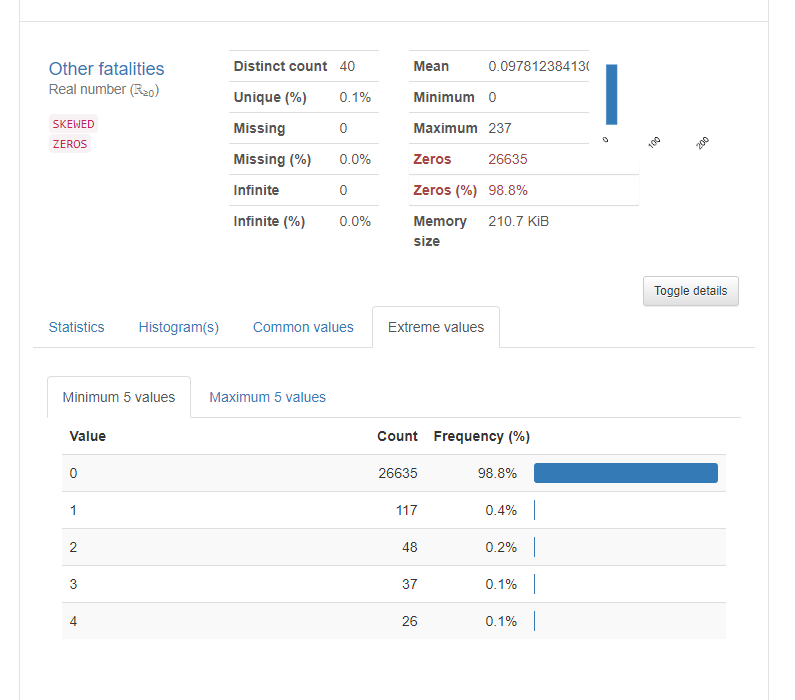 Other fatalities
Real number (ℝ≥0)
SKEWED
ZEROS
Distinct count 40
Unique (%) 0.1%
Missing 0
Missing (%) 0.0%
Infinite 0
Infinite (%) 0.0%
Mean 0.09781238413
Minimum 0
Maximum 237
Zeros 26635
Zeros (%) 98.8%
Memory size 210.7 KiB
0 100 200
Toggle details
Statistics Histogram(s) Common values Extreme values
Minimum 5 values Maximum 5 values
Value Count Frequency (%)
0 26635 98.8%
1 117 0.4%
2 48 0.2%
3 37 0.1%
4 26 0.1%